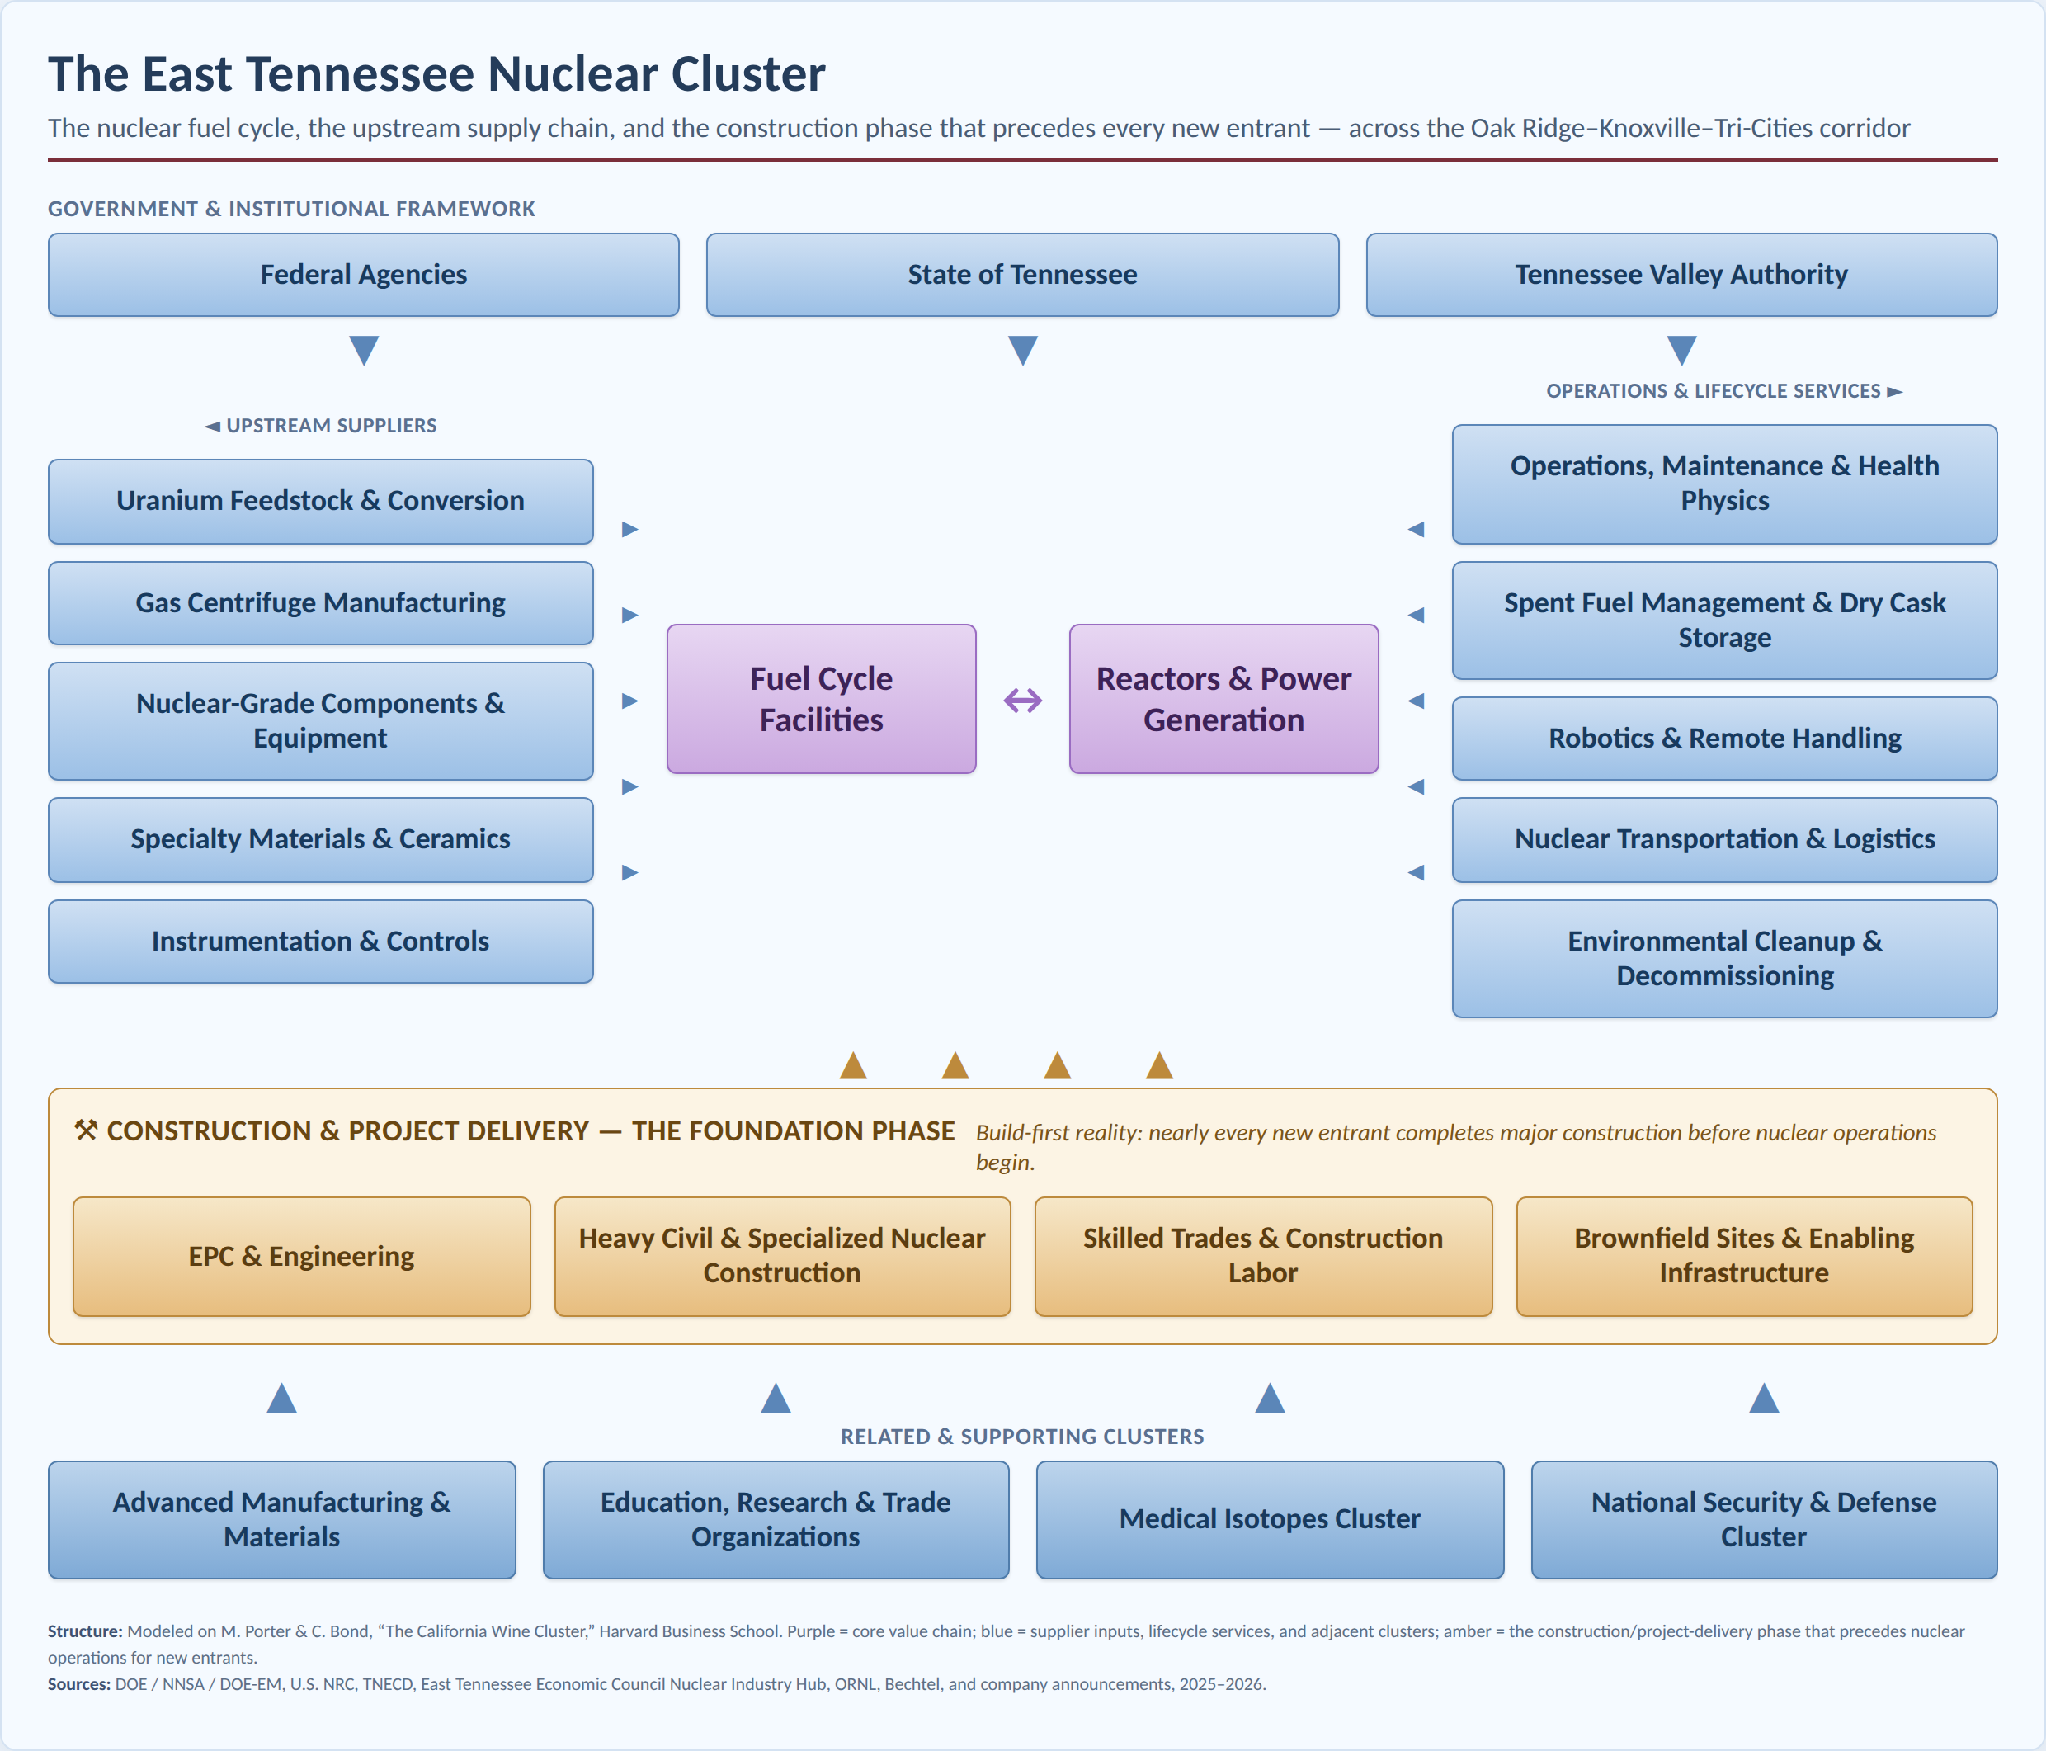 The East Tennessee Nuclear Cluster
The nuclear fuel cycle, the upstream supply chain, and the construction phase that precedes every new entrant — across the Oak Ridge–Knoxville–Tri-Cities corridor
GOVERNMENT & INSTITUTIONAL FRAMEWORK
Federal Agencies
State of Tennessee
Tennessee Valley Authority
◄ UPSTREAM SUPPLIERS
Uranium Feedstock & Conversion
Gas Centrifuge Manufacturing
Nuclear-Grade Components &
Equipment
Specialty Materials & Ceramics
Instrumentation & Controls
Fuel Cycle
Facilities
↔
Reactors & Power
Generation
OPERATIONS & LIFECYCLE SERVICES ►
Operations, Maintenance & Health
Physics
Spent Fuel Management & Dry Cask
Storage
Robotics & Remote Handling
Nuclear Transportation & Logistics
Environmental Cleanup &
Decommissioning
⚒ CONSTRUCTION & PROJECT DELIVERY — THE FOUNDATION PHASE
Build-first reality: nearly every new entrant completes major construction before nuclear operations
begin.
EPC & Engineering
Heavy Civil & Specialized Nuclear
Construction
Skilled Trades & Construction
Labor
Brownfield Sites & Enabling
Infrastructure
RELATED & SUPPORTING CLUSTERS
Advanced Manufacturing &
Materials
Education, Research & Trade
Organizations
Medical Isotopes Cluster
National Security & Defense
Cluster
Structure: Modeled on M. Porter & C. Bond, “The California Wine Cluster,” Harvard Business School. Purple = core value chain; blue = supplier inputs, lifecycle services, and adjacent clusters; amber = the construction/project-delivery phase that precedes nuclear
operations for new entrants.
Sources: DOE / NNSA / DOE-EM, U.S. NRC, TNECD, East Tennessee Economic Council Nuclear Industry Hub, ORNL, Bechtel, and company announcements, 2025–2026.